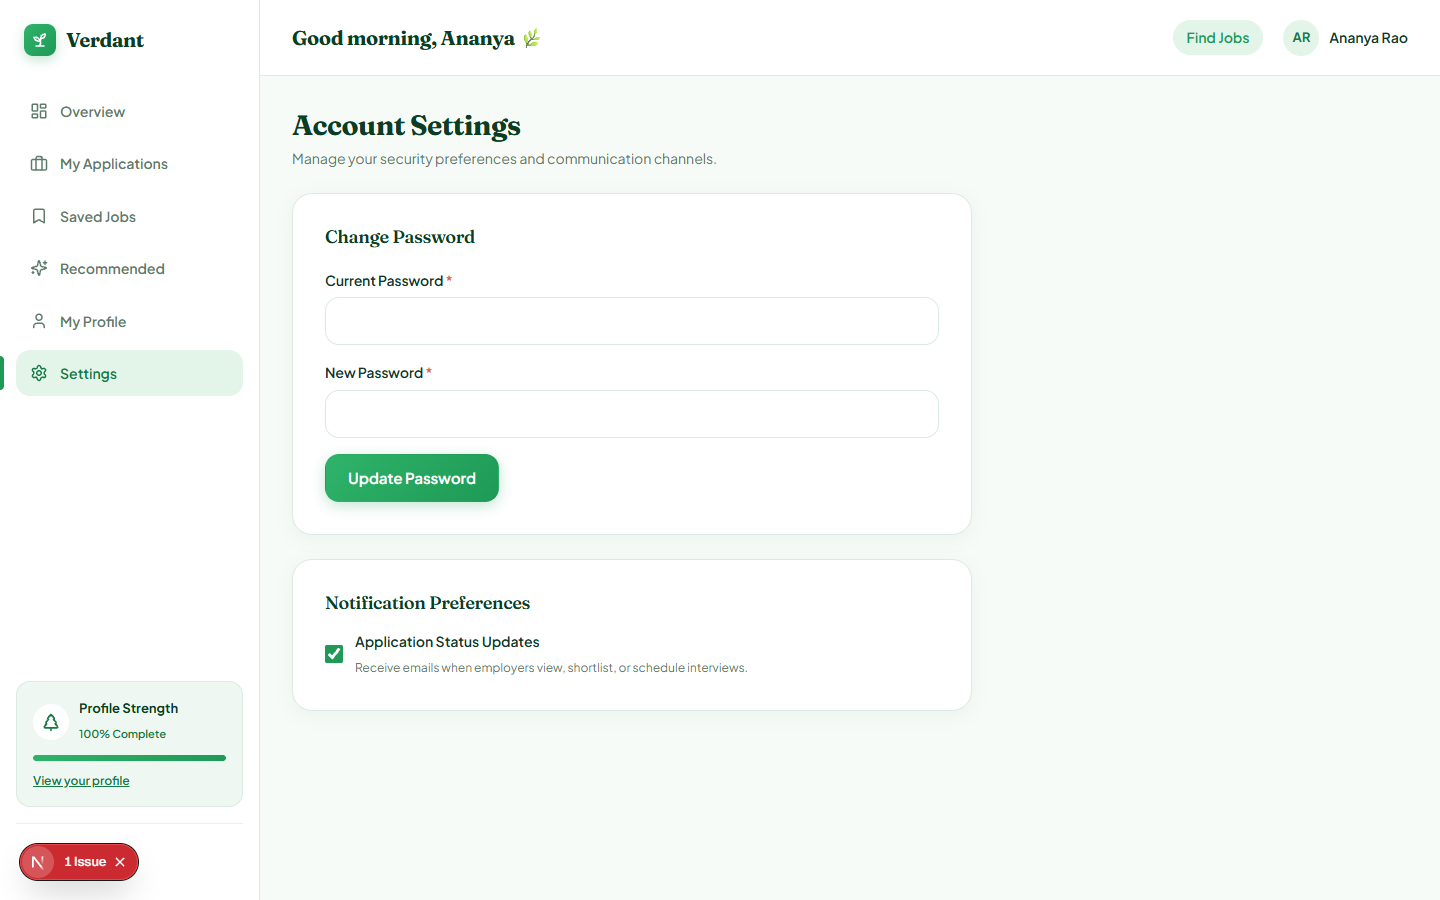 Verdant
Overview
My Applications
Saved Jobs
Recommended
My Profile
Settings
Profile Strength
100% Complete
View your profile
N
1 Issue
Good morning, Ananya 🌿
Find Jobs
AR
Ananya Rao
Account Settings
Manage your security preferences and communication channels.
Change Password
Current Password *
New Password *
Update Password
Notification Preferences
Application Status Updates
Receive emails when employers view, shortlist, or schedule interviews.